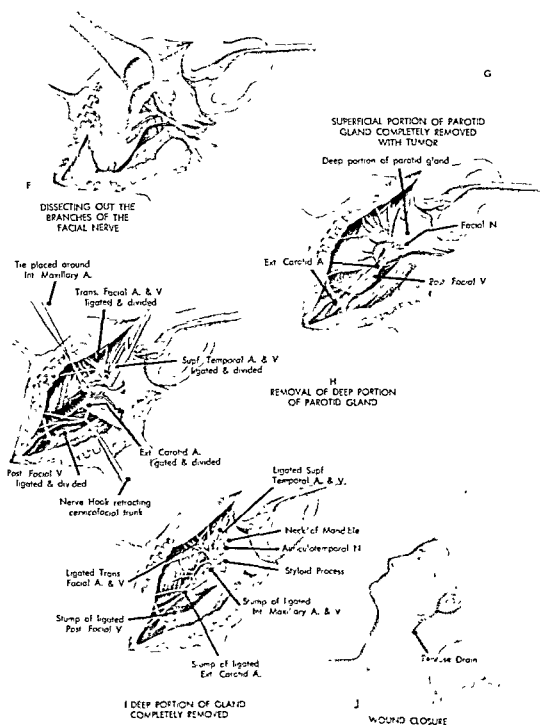 F
DISSECTING OUT THE
BRANCHES OF THE
FACIAL NERVE
G
SUPERFICIAL PORTION OF PAROTID
GLAND COMPLETELY REMOVED
WITH TUMOR
Deep portion of parotid gland
Facial N
Ext Carotid A
Post Facial V
Tie placed around
Int Maxillary A.
Trans. Facial A. & V
ligated & divided
Supf Temporal A. & V
ligated & divided
Ext Carotid A.
ligated & divided
Post Facial V
ligated & divided
Nerve Hook retracting
cervicofacial trunk
H
REMOVAL OF DEEP PORTION
OF PAROTID GLAND
Ligated Supf
Temporal A. & V.
Neck of Mandible
Auriculotemporal N
Styloid Process
Ligated Trans
Facial A. & V
Stump of ligated
Int Maxillary A. & V
Stump of ligated
Post Facial V
Stump of ligated
Ext Carotid A.
I DEEP PORTION OF GLAND
COMPLETELY REMOVED
Drain
J
WOUND CLOSURE